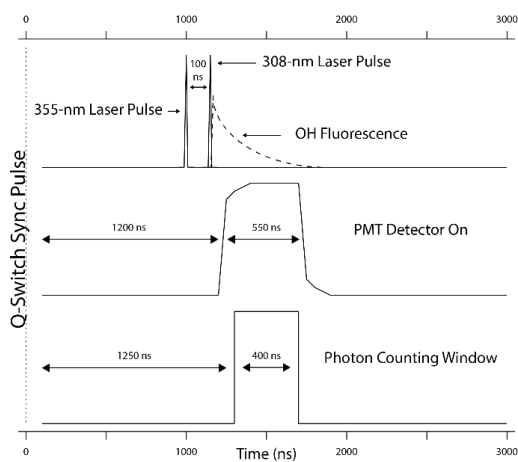 0 1000 2000 3000
100
ns
308-nm Laser Pulse
355-nm Laser Pulse
OH Fluorescence
Q-Switch Sync Pulse
1200 ns
550 ns
PMT Detector On
1250 ns
400 ns
Photon Counting Window
0 1000 2000 3000
Time (ns)